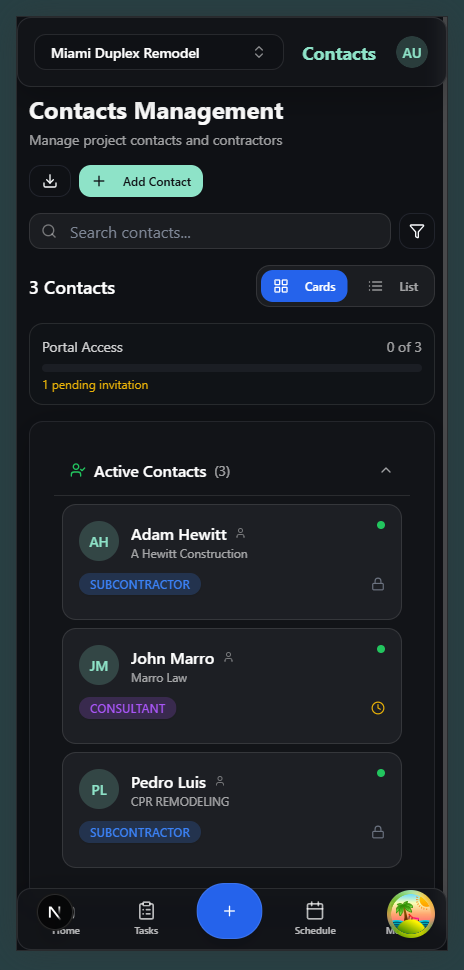 Miami Duplex Remodel
Contacts
AU
Contacts Management
Manage project contacts and contractors
Add Contact
Search contacts...
3 Contacts
Cards
List
Portal Access
0 of 3
1 pending invitation
Active Contacts (3)
AH
Adam Hewitt
A Hewitt Construction
SUBCONTRACTOR
JM
John Marro
Marro Law
CONSULTANT
PL
Pedro Luis
CPR REMODELING
SUBCONTRACTOR
N
Home
Tasks
Schedule